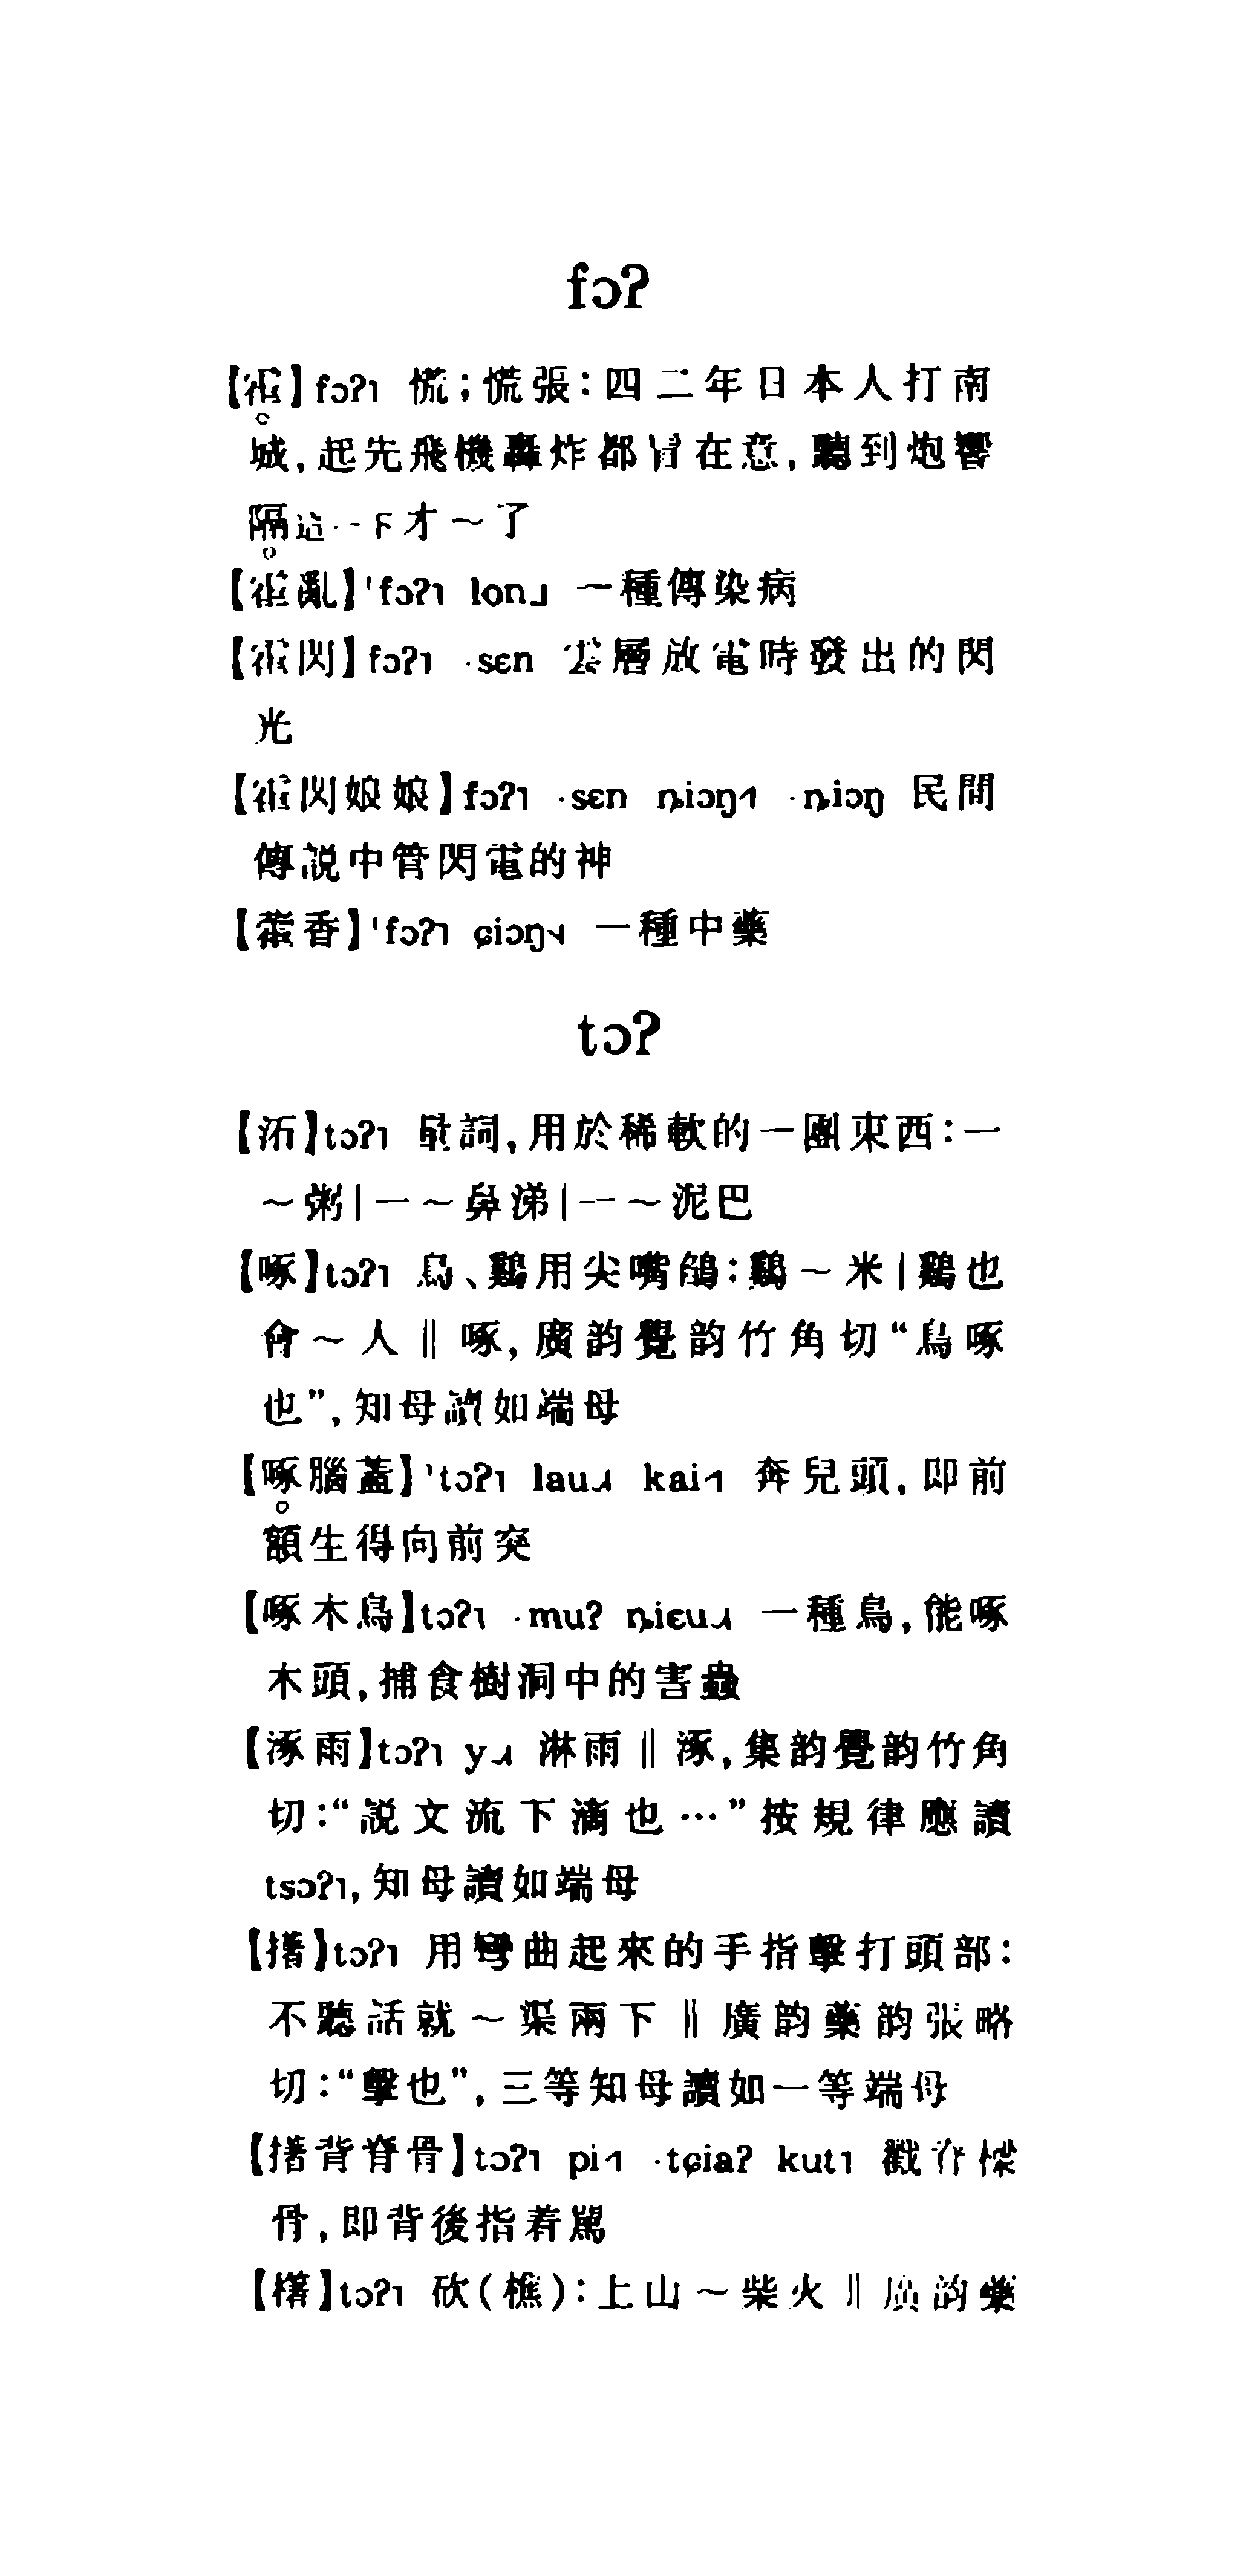 fɔʔ
【㣾】fɔʔ˥ 慌；慌張：四二年日本人打南
城，起先飛機轟炸都冇在意，聽到炮響
隔這一下才～了
【霍亂】'fɔʔ˥ lon˩ 一種傳染病
【閃】fɔʔ˥ ·sɛn 雲層放電時發出的閃
光
【閃娘娘】fɔʔ˥ ·sɛn ȵiɔŋ˧˥ ·ȵiɔŋ 民間
傳説中管閃電的神
【藿香】'fɔʔ˥ ɕiɔŋ 一種中藥
tɔʔ
【沰】tɔʔ˥ 量詞，用於稀軟的一團東西：一
～粥|一～鼻涕|一～泥巴
【啄】tɔʔ˥ 鳥、鷄用尖嘴鴿：鷄～米|鷄也
會～人‖啄，廣韵覺韵竹角切“鳥啄
也”，知母讀如端母
【啄腦蓋】'tɔʔ˥ lau kai 奔兒頭，即前
額生得向前突
【啄木鳥】tɔʔ˥ ·muʔ ȵiɛu 一種鳥，能啄
木頭，捕食樹洞中的害蟲
【涿雨】tɔʔ˥ y 淋雨‖涿，集韵覺韵竹角
切：“説文流下滴也…”按規律應讀
tsɔʔ˥，知母讀如端母
【擆】tɔʔ˥ 用彎曲起來的手指擊打頭部：
不聽話就～渠兩下‖廣韵藥韵張略
切：“擊也”，三等知母讀如一等端母
【擆背脊骨】tɔʔ˥ pi ·tɕiaʔ kut˥ 戳脊樑
骨，即背後指着罵
【櫡】tɔʔ˥ 砍(樵)：上山～柴火‖廣韵藥